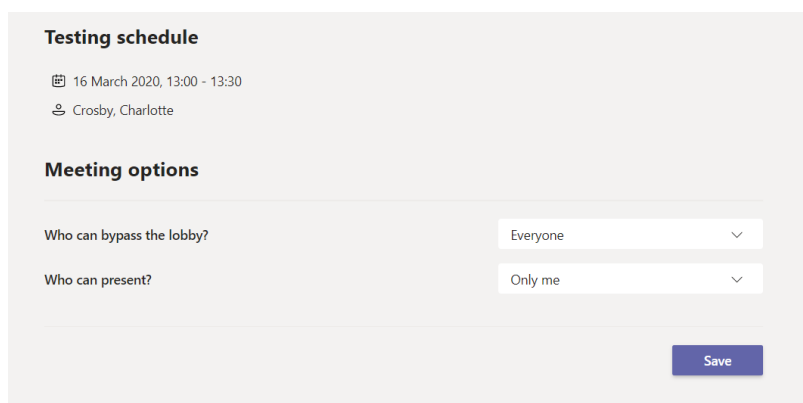 Testing schedule
16 March 2020, 13:00 - 13:30
Crosby, Charlotte
Meeting options
Who can bypass the lobby? Everyone
Who can present? Only me
Save